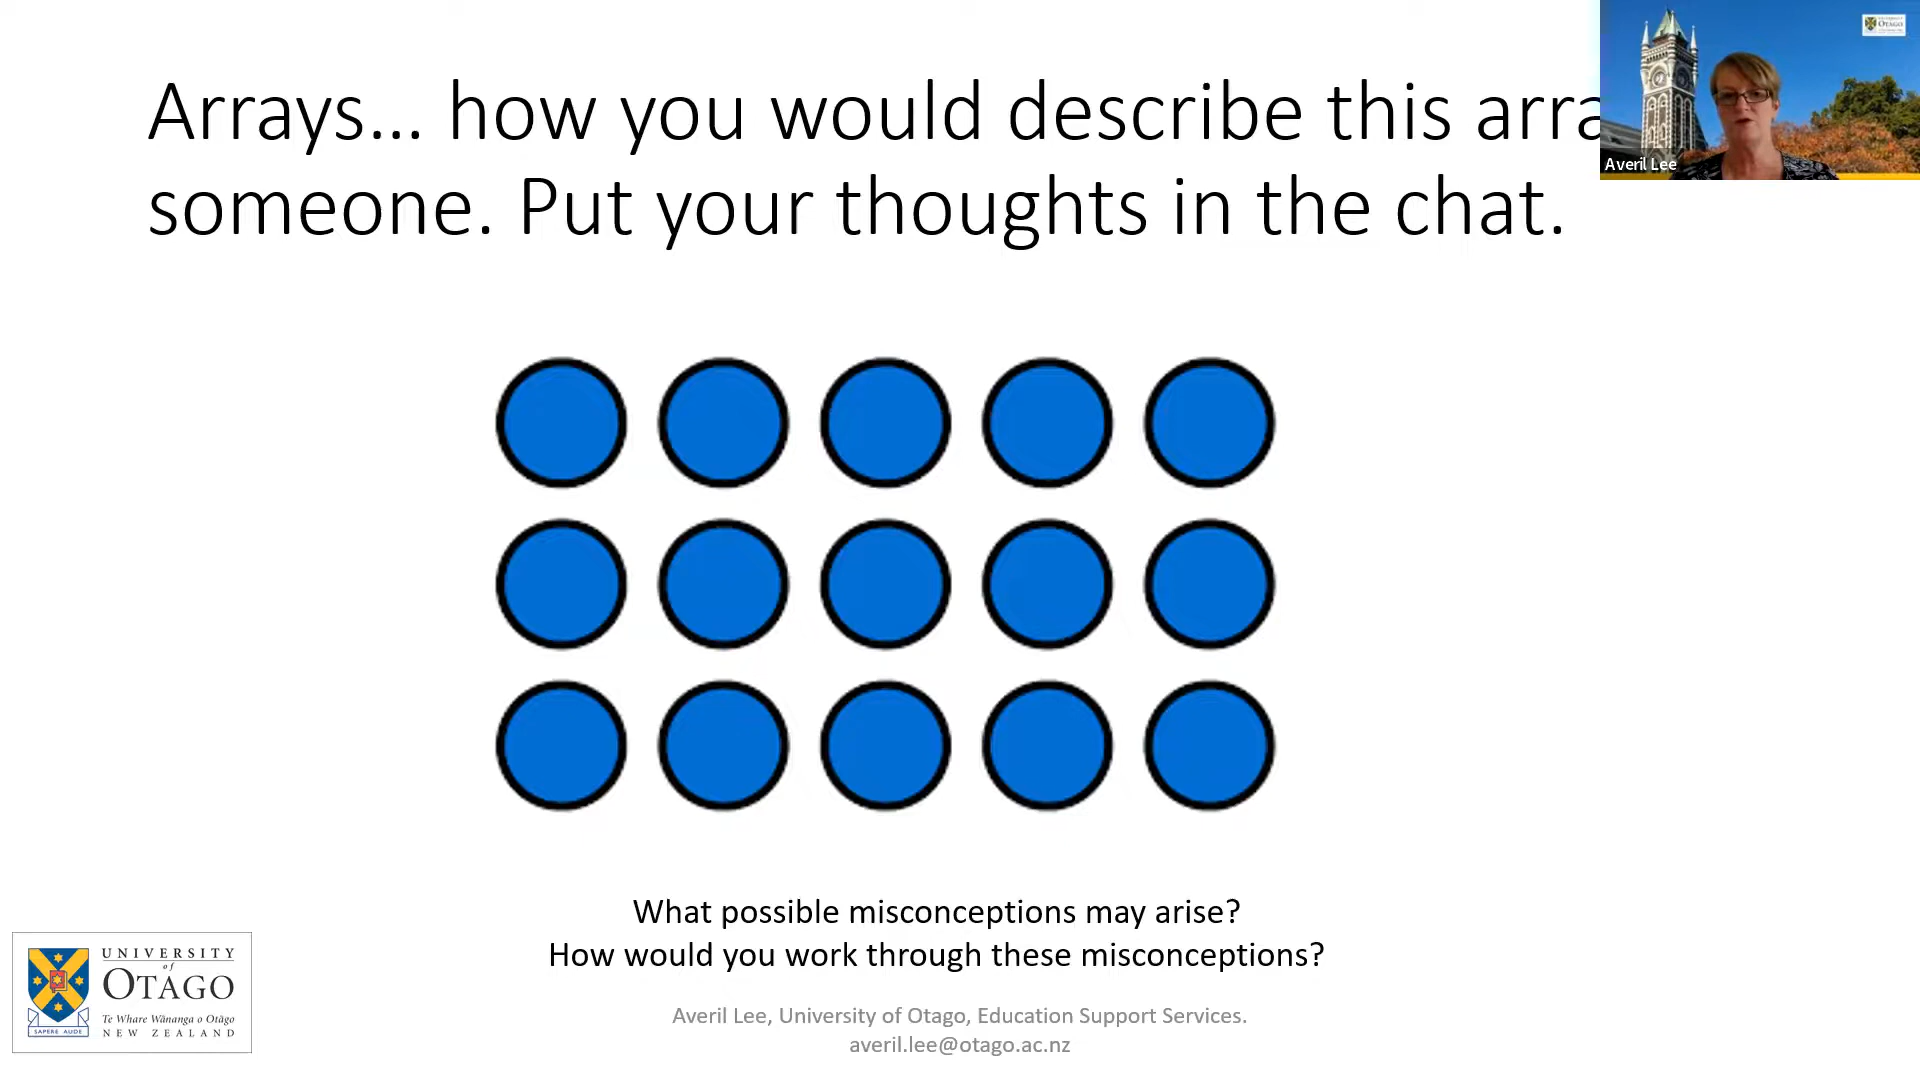 Arrays... how you would describe this arra
someone. Put your thoughts in the chat.
OTAGO
Averil Lee
What possible misconceptions may arise?
How would you work through these misconceptions?
UNIVERSITY
of
OTAGO
Te Whare Wānanga o Otāgo
NEW ZEALAND
SAPERE AUDE
Averil Lee, University of Otago, Education Support Services.
averil.lee@otago.ac.nz